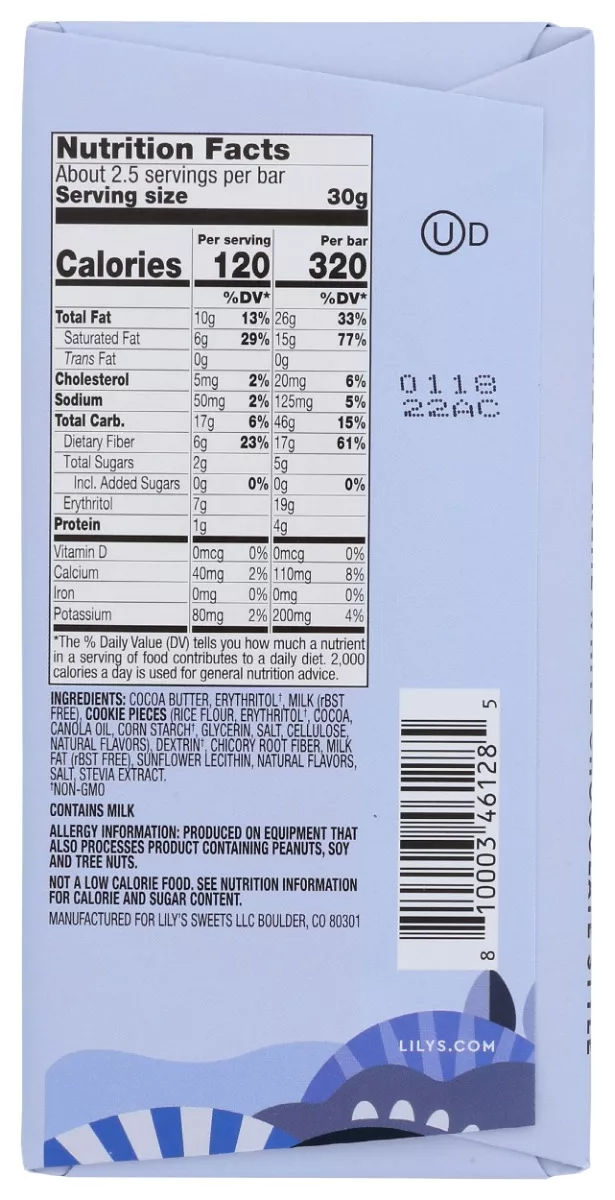 Nutrition Facts
About 2.5 servings per bar
Serving size 30g
Per serving Per bar
Calories 120 320
%DV* %DV*
Total Fat 10g 13% 26g 33%
Saturated Fat 6g 29% 15g 77%
Trans Fat 0g 0g
Cholesterol 5mg 2% 20mg 6%
Sodium 50mg 2% 125mg 5%
Total Carb. 17g 6% 46g 15%
Dietary Fiber 6g 23% 17g 61%
Total Sugars 2g 5g
Incl. Added Sugars 0g 0% 0g 0%
Erythritol 7g 19g
Protein 1g 4g
Vitamin D 0mcg 0% 0mcg 0%
Calcium 40mg 2% 110mg 8%
Iron 0mg 0% 0mg 0%
Potassium 80mg 2% 200mg 4%
*The % Daily Value (DV) tells you how much a nutrient
in a serving of food contributes to a daily diet. 2,000
calories a day is used for general nutrition advice.
INGREDIENTS: COCOA BUTTER, ERYTHRITOL†, MILK (rBST
FREE), COOKIE PIECES (RICE FLOUR, ERYTHRITOL†, COCOA,
CANOLA OIL, CORN STARCH†, GLYCERIN, SALT, CELLULOSE,
NATURAL FLAVORS), DEXTRIN†, CHICORY ROOT FIBER, MILK
FAT (rBST FREE), SUNFLOWER LECITHIN, NATURAL FLAVORS,
SALT, STEVIA EXTRACT.
†NON-GMO
CONTAINS MILK
ALLERGY INFORMATION: PRODUCED ON EQUIPMENT THAT
ALSO PROCESSES PRODUCT CONTAINING PEANUTS, SOY
AND TREE NUTS.
NOT A LOW CALORIE FOOD. SEE NUTRITION INFORMATION
FOR CALORIE AND SUGAR CONTENT.
MANUFACTURED FOR LILY'S SWEETS LLC BOULDER, CO 80301
UD
0118
22AC
8 10003 46128 5
LILYS.COM